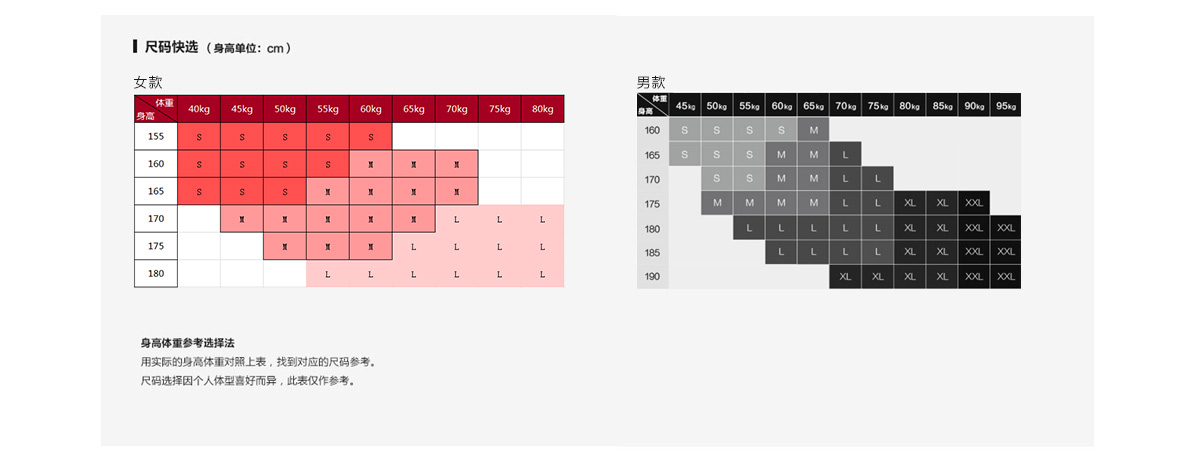 尺码快选（身高单位：cm）
女款
体重 身高 40kg 45kg 50kg 55kg 60kg 65kg 70kg 75kg 80kg
155 S S S S S
160 S S S S M M M
165 S S S M M M M
170 M M M M M L L L
175 M M M L L L L
180 L L L L L L
男款
体重 身高 45kg 50kg 55kg 60kg 65kg 70kg 75kg 80kg 85kg 90kg 95kg
160 S S S S M
165 S S S M M L
170 S S M M L L
175 M M M M L L XL XL XXL
180 L L L L L XL XL XXL XXL
185 L L L L XL XL XXL XXL
190 XL XL XL XL XXL XXL
身高体重参考选择法
用实际的身高体重对照上表，找到对应的尺码参考。
尺码选择因个人体型喜好而异，此表仅作参考。